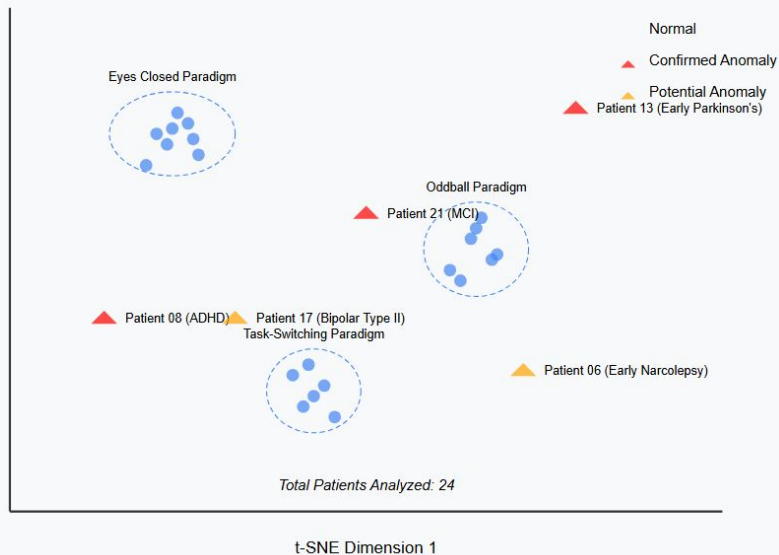 Normal
Confirmed Anomaly
Eyes Closed Paradigm
Potential Anomaly
Patient 13 (Early Parkinson's)
Oddball Paradigm
Patient 21 (MCI)
Patient 08 (ADHD)
Patient 17 (Bipolar Type II)
Task-Switching Paradigm
Patient 06 (Early Narcolepsy)
Total Patients Analyzed: 24
t-SNE Dimension 1